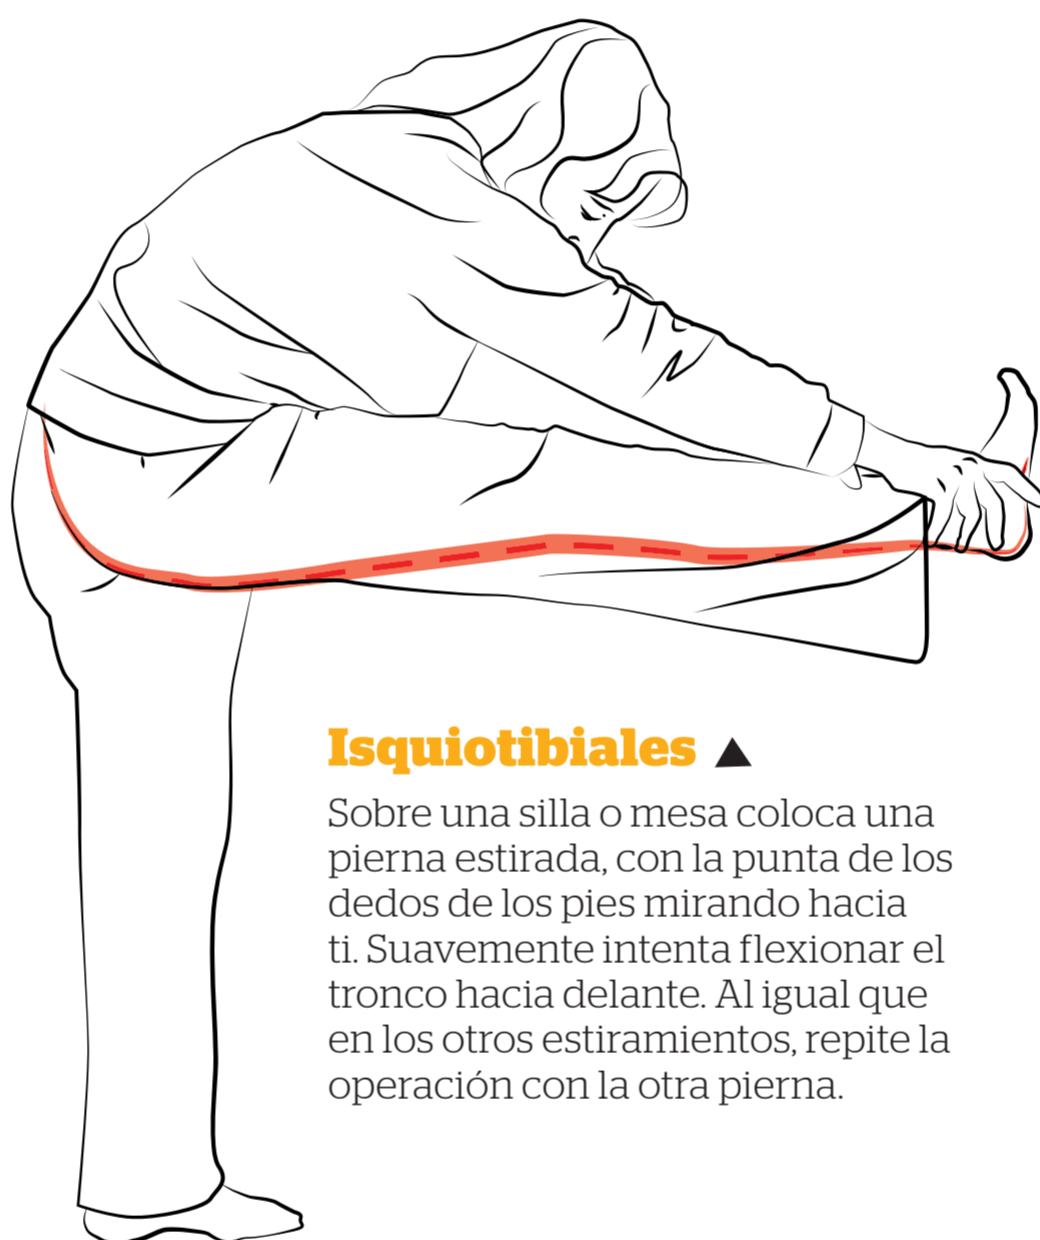 Isquiotibiales ▲
Sobre una silla o mesa coloca una
pierna estirada, con la punta de los
dedos de los pies mirando hacia
ti. Suavemente intenta flexionar el
tronco hacia delante. Al igual que
en los otros estiramientos, repite la
operación con la otra pierna.